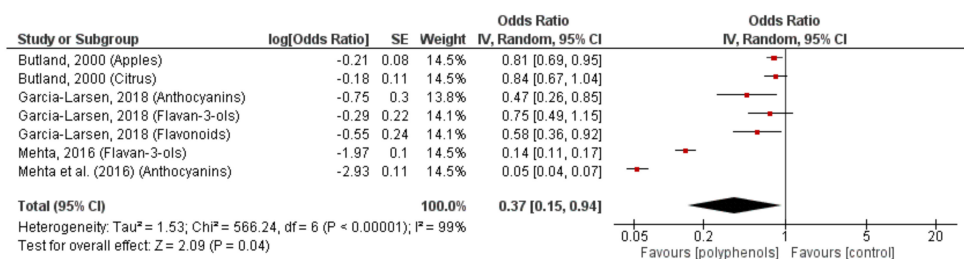 Odds Ratio Odds Ratio
Study or Subgroup log[Odds Ratio] SE Weight IV, Random, 95% CI IV, Random, 95% CI
Butland, 2000 (Apples) -0.21 0.08 14.5% 0.81 [0.69, 0.95]
Butland, 2000 (Citrus) -0.18 0.11 14.5% 0.84 [0.67, 1.04]
Garcia-Larsen, 2018 (Anthocyanins) -0.75 0.3 13.8% 0.47 [0.26, 0.85]
Garcia-Larsen, 2018 (Flavan-3-ols) -0.29 0.22 14.1% 0.75 [0.49, 1.15]
Garcia-Larsen, 2018 (Flavonoids) -0.55 0.24 14.1% 0.58 [0.36, 0.92]
Mehta, 2016 (Flavan-3-ols) -1.97 0.1 14.5% 0.14 [0.11, 0.17]
Mehta et al. (2016) (Anthocyanins) -2.93 0.11 14.5% 0.05 [0.04, 0.07]
Total (95% CI) 100.0% 0.37 [0.15, 0.94]
Heterogeneity: Tau² = 1.53; Chi² = 566.24, df = 6 (P < 0.00001); I² = 99%
Test for overall effect: Z = 2.09 (P = 0.04)
0.05 0.2 1 5 20
Favours [polyphenols] Favours [control]